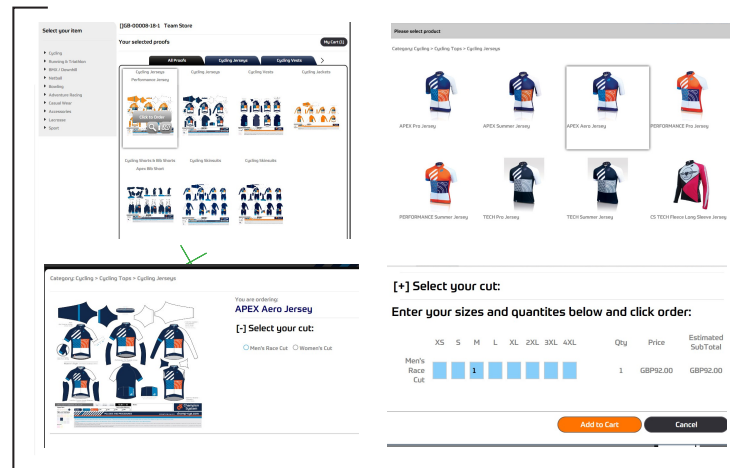 Select your item
Cycling
Running & Triathlon
BMX / Downhill
Netball
Bowling
Adventure Racing
Casual Wear
Accessories
Lacrosse
Sport
[]GB-00008-18-1 Team Store
Your selected proofs
My Cart (1)
All Proofs
Cycling Jerseys
Cycling Vests
Cycling Jerseys
Performance Jersey
Cycling Jerseys
Cycling Vests
Cycling Jackets
Click to Order
Cycling Shorts & Bib Shorts
Apex Bib Short
Cycling Skinsuits
Cycling Skinsuits
Please select product
Category: Cycling > Cycling Tops > Cycling Jerseys
APEX Pro Jersey
APEX Summer Jersey
APEX Aero Jersey
PERFORMANCE Pro Jersey
PERFORMANCE Summer Jersey
TECH Pro Jersey
TECH Summer Jersey
CS TECH Fleece Long Sleeve Jersey
Category: Cycling > Cycling Tops > Cycling Jerseys
You are ordering:
APEX Aero Jersey
[-] Select your cut:
Men's Race Cut
Women's Cut
Champion
System
[+] Select your cut:
Enter your sizes and quantites below and click order:
XS S M L XL 2XL 3XL 4XL Qty Price Estimated SubTotal
Men's Race Cut 1 1 GBP92.00 GBP92.00
Add to Cart
Cancel